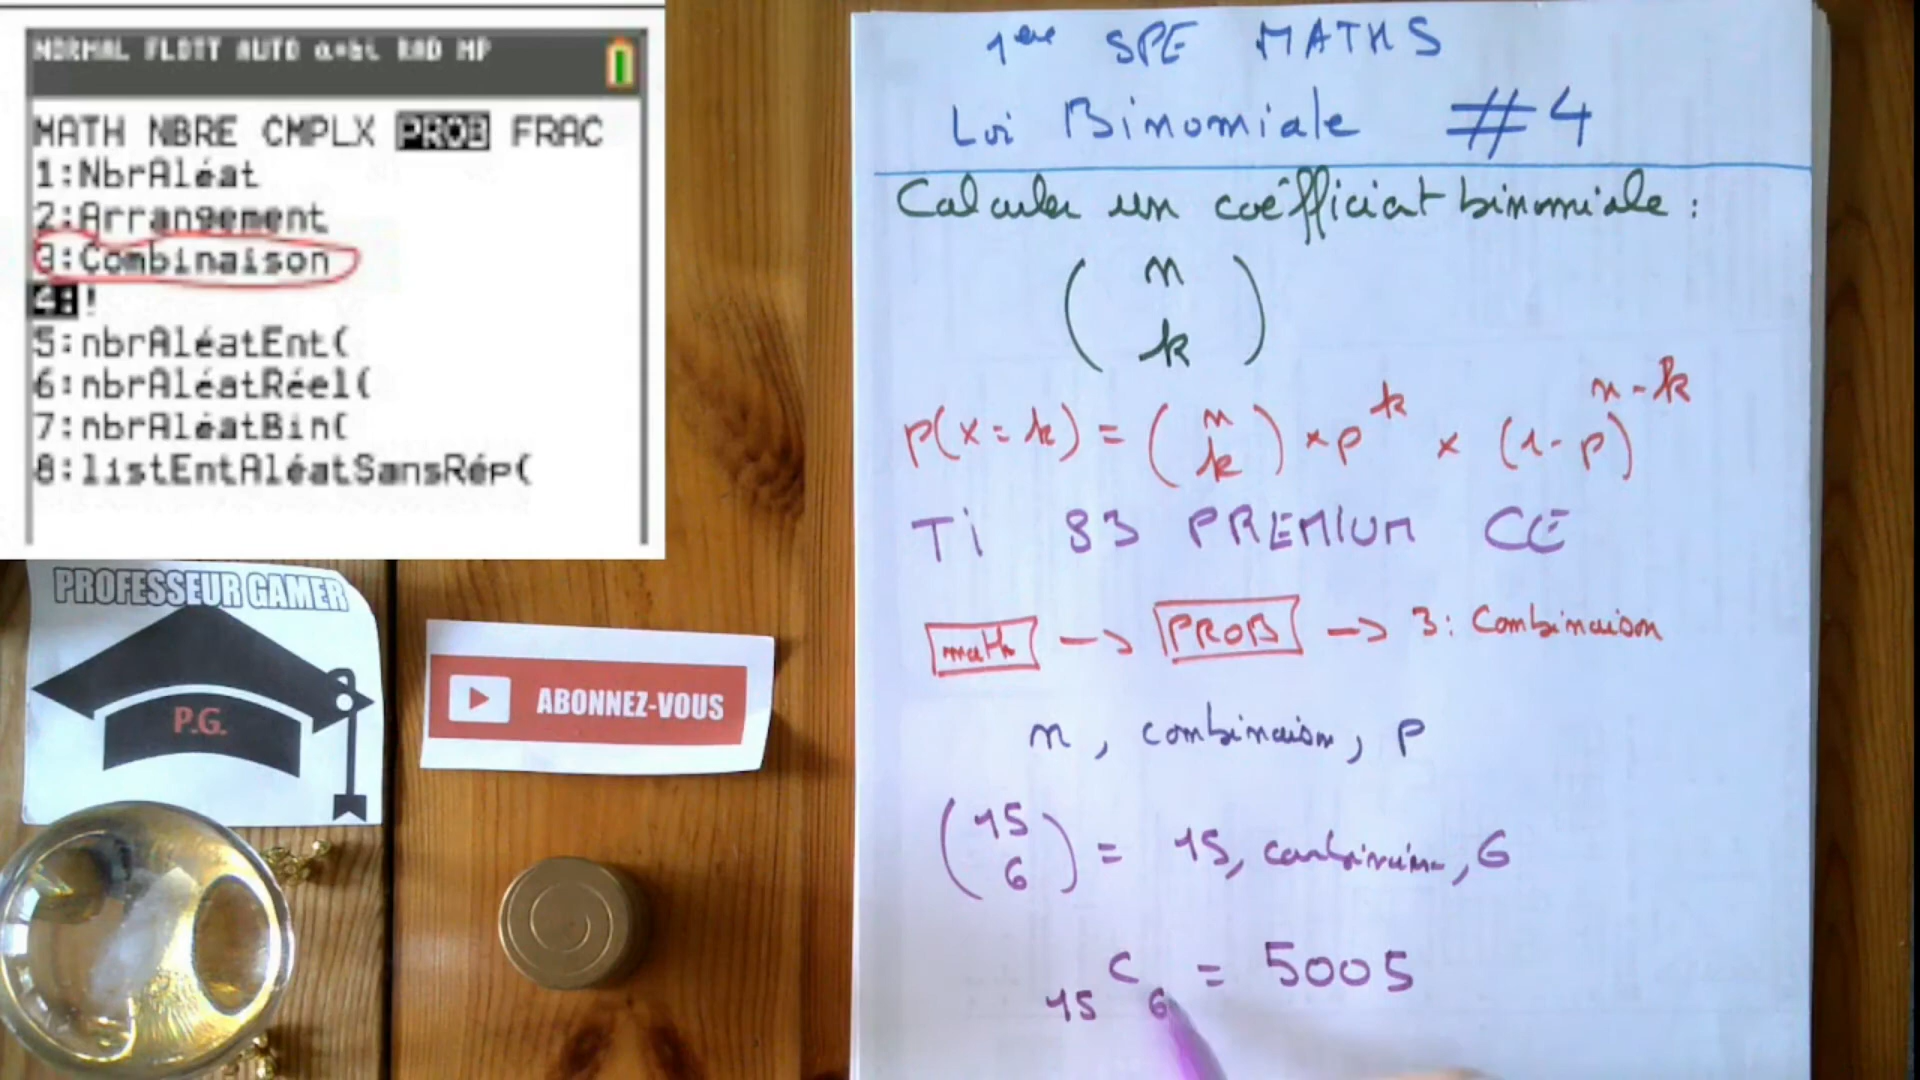 NORMAL FLOTT AUTO a+bi RAD MP
MATH NBRE CMPLX PROB FRAC
1:NbrAléat
2:Arrangement
3:Combinaison
4:!
5:nbrAléatEnt(
6:nbrAléatRéel(
7:nbrAléatBin(
8:listEntAléatSansRép(
PROFESSEUR GAMER
P.G.
ABONNEZ-VOUS
1ère SPE MATHS
Loi Binomiale #4
Calculer un coêfficient binomiale :
(n
k)
p(x=k) = (n k) × p^k × (1-p)^n-k
Ti 83 PREMIUM CE
math -> PROB -> 3: Combinaison
n, combinaison, p
(15 6) = 15, combinaison, 6
15 C 6 = 5005